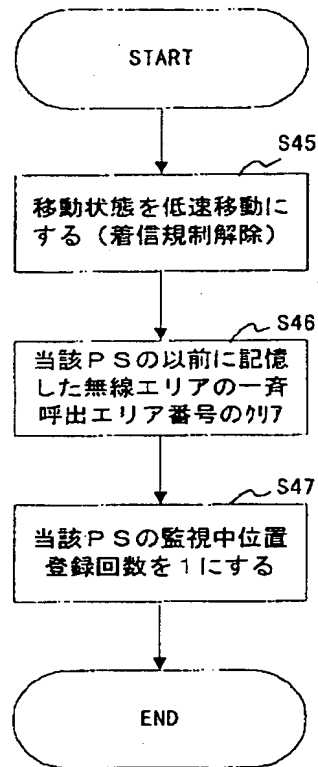 START
S45
移動状態を低速移動に
する（着信規制解除）
S46
当該ＰＳの以前に記憶
した無線エリアの一斉
呼出エリア番号のｸﾘｱ
S47
当該ＰＳの監視中位置
登録回数を１にする
END